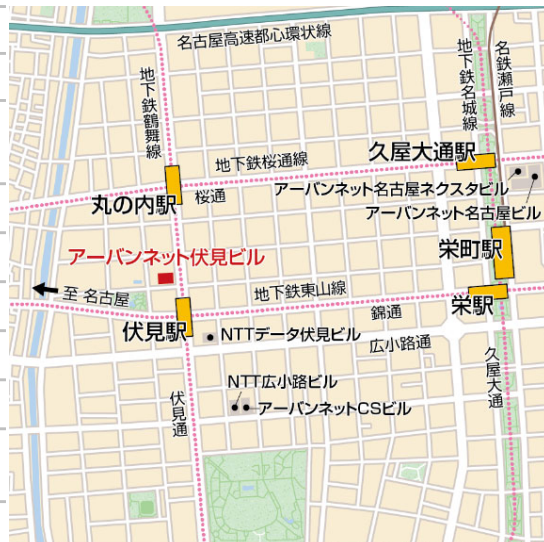 名古屋高速都心環状線
地下鉄鶴舞線
地下鉄名城線
名鉄瀬戸線
久屋大通駅
地下鉄桜通線
アーバンネット名古屋ネクスタビル
丸の内駅
桜通
アーバンネット名古屋ビル
アーバンネット伏見ビル
栄町駅
至 名古屋
地下鉄東山線
栄駅
錦通
伏見駅
NTTデータ伏見ビル
広小路通
久屋大通
NTT広小路ビル
伏見通
アーバンネットCSビル